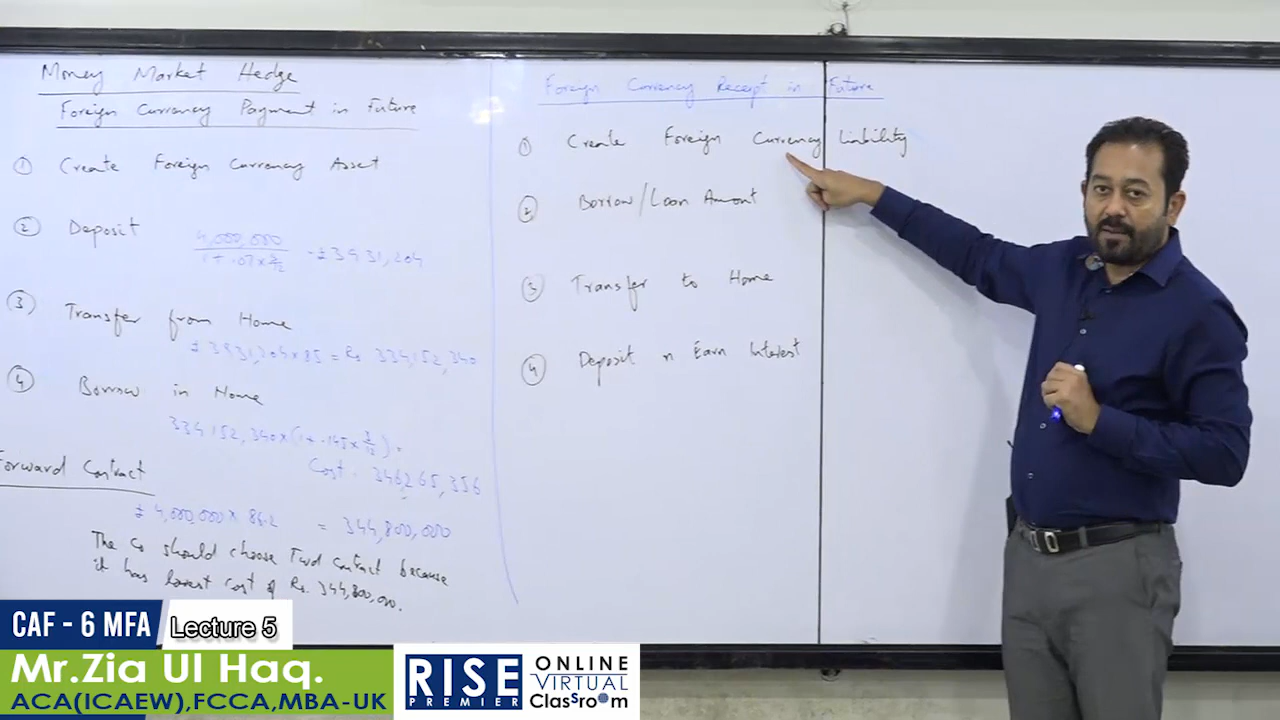 Money Market Hedge
Foreign Currency Payment in Future
① Create Foreign Currency Asset
② Deposit
4,000,000
1 + .07 × 3/12
= £3931,204
③ Transfer from Home
£3931,204 × 85 = Rs 334,152,340
④ Borrow in Home
334,152,340 × (1 + .145 × 3/12) =
Cost = 346,265,356
Forward Contract
£4,000,000 × 86.2 = 344,800,000
The Co should choose Fwd contract because
it has lowest cost of Rs. 344,800,000.
Foreign Currency Receipt in Future
① Create Foreign Currency Liability
② Borrow / Loan Amount
③ Transfer to Home
④ Deposit n Earn Interest
CAF - 6 MFA
Lecture 5
Mr.Zia Ul Haq.
ACA(ICAEW),FCCA,MBA-UK
RISE
PREMIER
ONLINE
VIRTUAL
Classroom